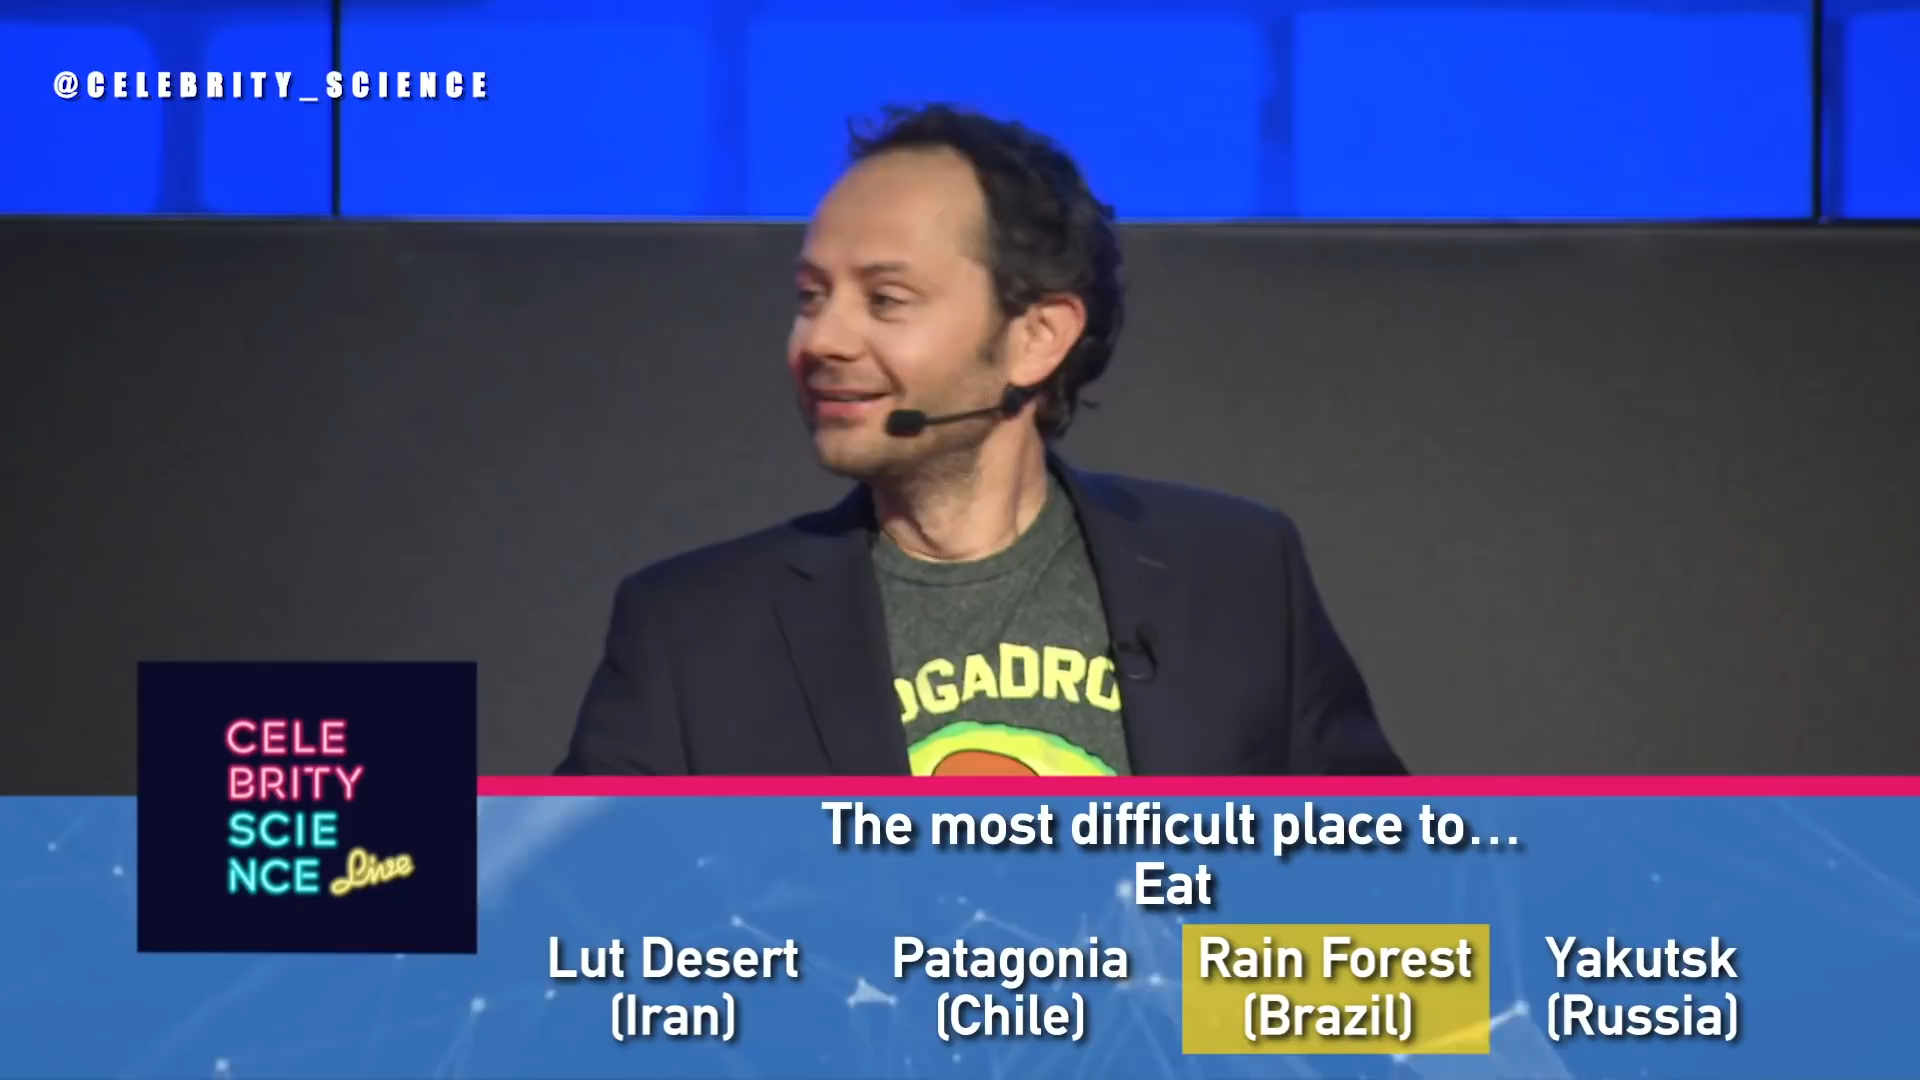 @CELEBRITY_SCIENCE
OGADRO
CELE
BRITY
SCIE
NCE Live
The most difficult place to...
Eat
Lut Desert
(Iran)
Patagonia
(Chile)
Rain Forest
(Brazil)
Yakutsk
(Russia)